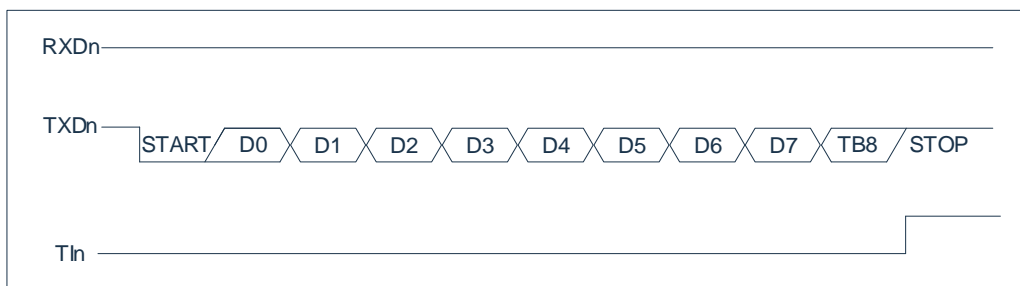 RXDn
TXDn
START D0 D1 D2 D3 D4 D5 D6 D7 TB8 STOP
TIn